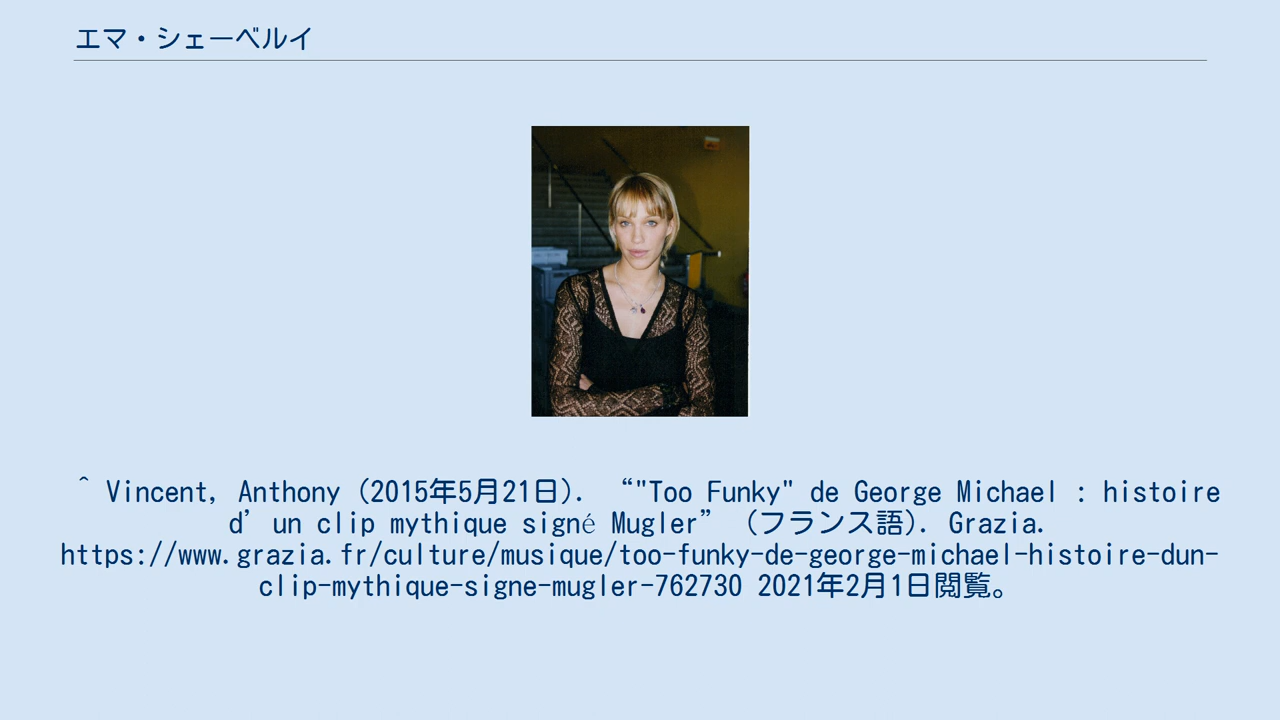 エマ・シェーベルイ
^ Vincent, Anthony (2015年5月21日). “"Too Funky" de George Michael : histoire
d’un clip mythique signé Mugler” (フランス語). Grazia.
https://www.grazia.fr/culture/musique/too-funky-de-george-michael-histoire-dun-
clip-mythique-signe-mugler-762730 2021年2月1日閲覧。